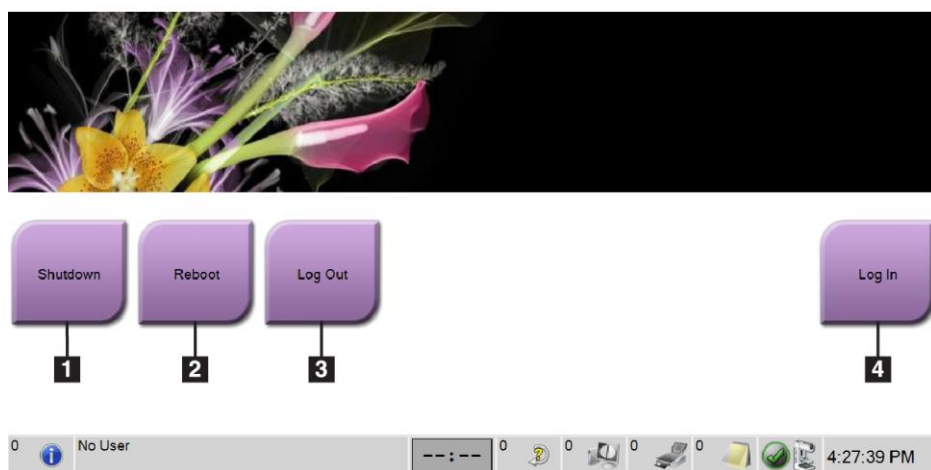 Shutdown
Reboot
Log Out
Log In
1
2
3
4
0
i
No User
--:--
0
?
0
0
0
4:27:39 PM